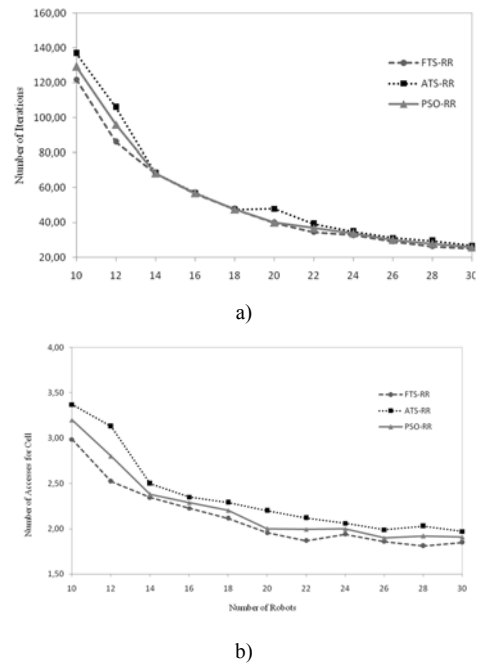 160,00
140,00
120,00
100,00
80,00
60,00
40,00
20,00
Number of Iterations
FTS-RR
ATS-RR
PSO-RR
10 12 14 16 18 20 22 24 26 28 30
a)
4,00
3,50
3,00
2,50
2,00
1,50
Number of Accesses for Cell
FTS-RR
ATS-RR
PSO-RR
10 12 14 16 18 20 22 24 26 28 30
Number of Robots
b)